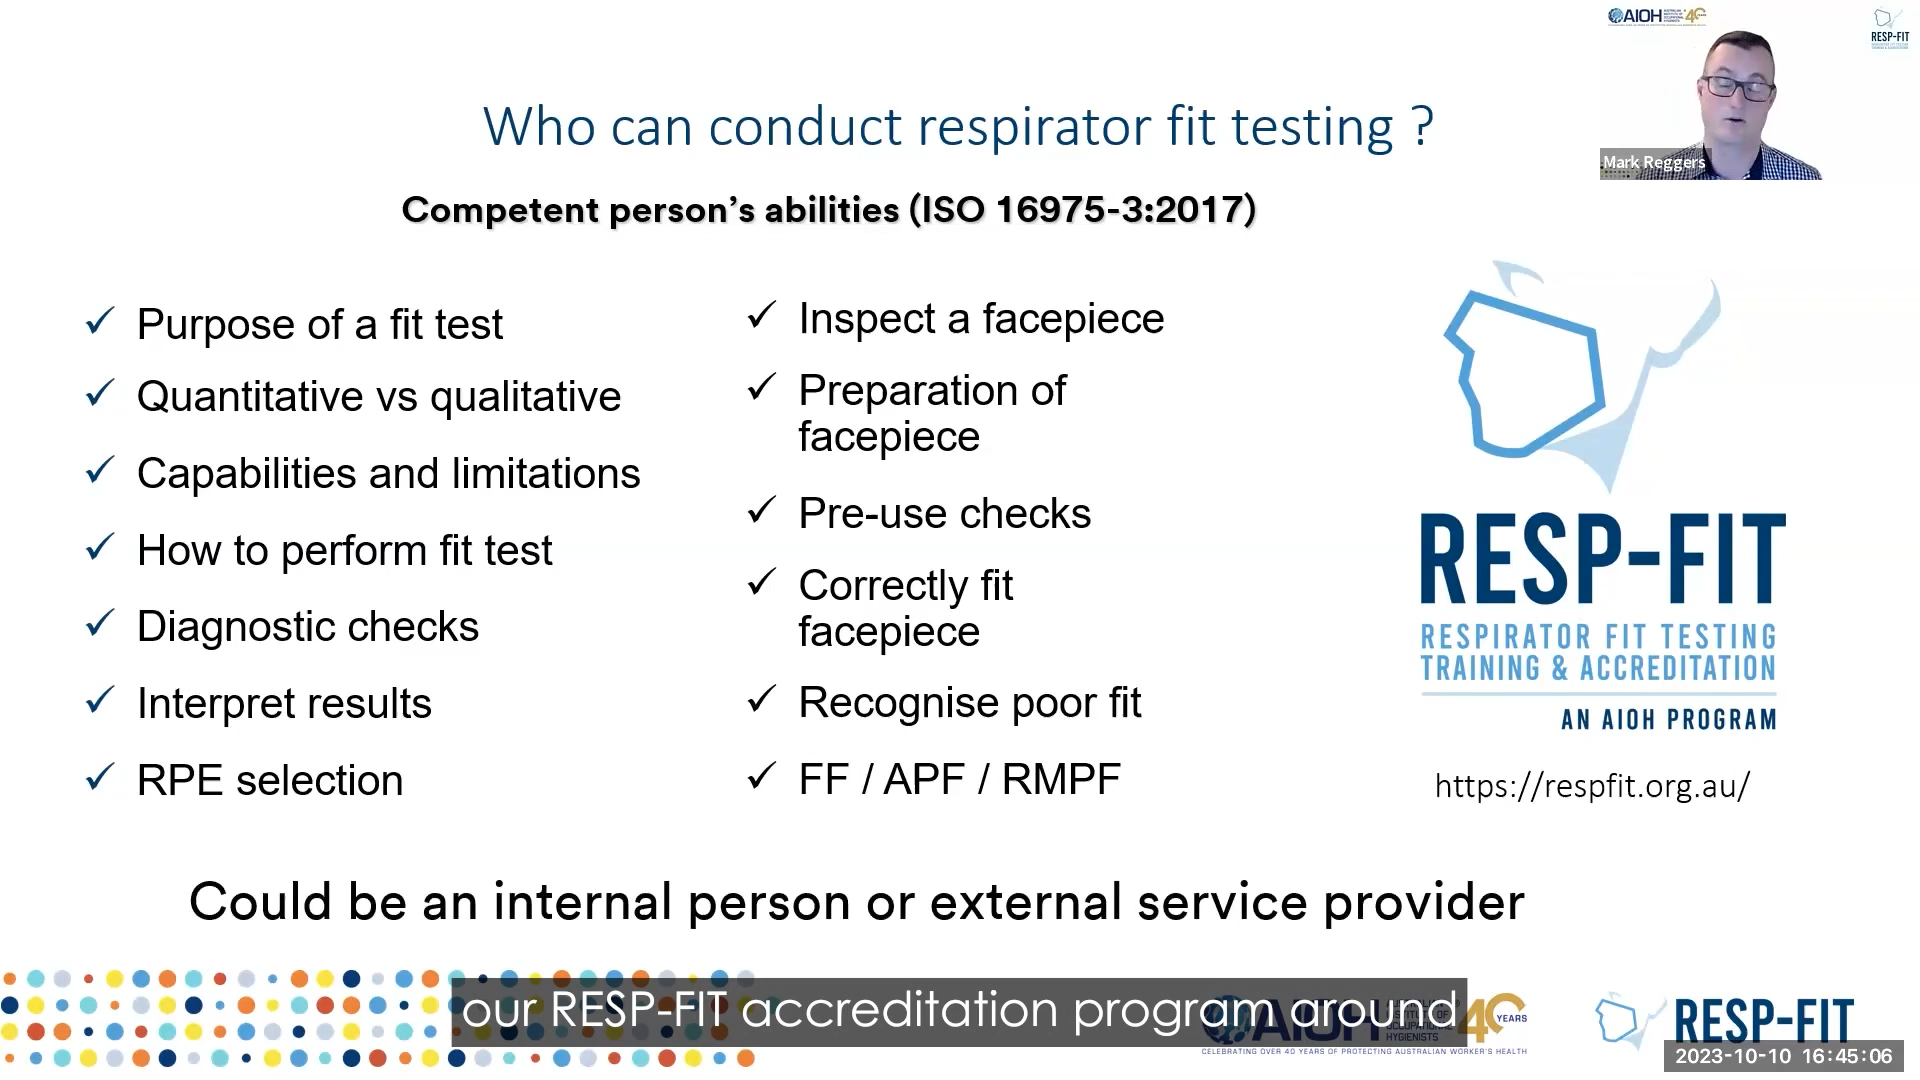 AIOH
40 YEARS
RESP-FIT
Who can conduct respirator fit testing ?
Mark Reggers
Competent person's abilities (ISO 16975-3:2017)
✓ Purpose of a fit test
✓ Quantitative vs qualitative
✓ Capabilities and limitations
✓ How to perform fit test
✓ Diagnostic checks
✓ Interpret results
✓ RPE selection
✓ Inspect a facepiece
✓ Preparation of
facepiece
✓ Pre-use checks
✓ Correctly fit
facepiece
✓ Recognise poor fit
✓ FF / APF / RMPF
RESP-FIT
RESPIRATOR FIT TESTING
TRAINING & ACCREDITATION
AN AIOH PROGRAM
https://respfit.org.au/
Could be an internal person or external service provider
our RESP-FIT accreditation program around
AIOH
40 YEARS
CELEBRATING OVER 40 YEARS OF PROTECTING AUSTRALIAN WORKER'S HEALTH
RESP-FIT
2023-10-10 16:45:06